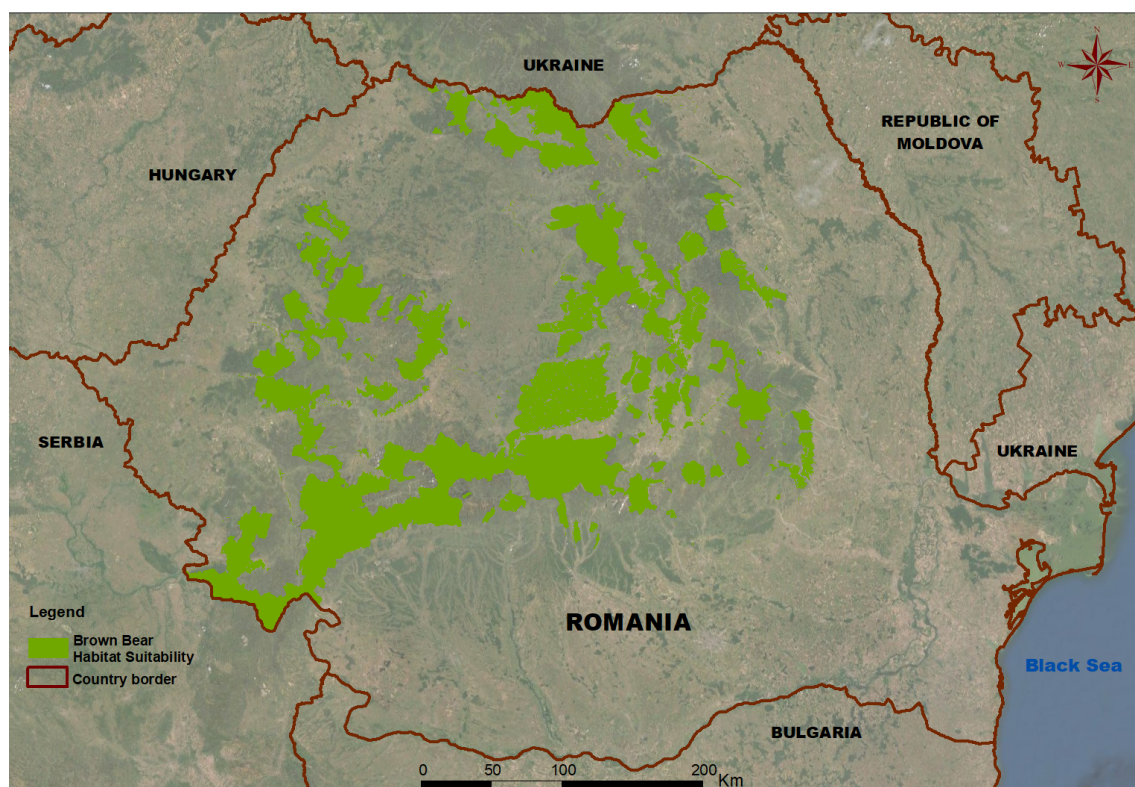 N
W
E
S
UKRAINE
REPUBLIC OF
MOLDOVA
HUNGARY
SERBIA
UKRAINE
Legend
Brown Bear
Habitat Suitability
Country border
ROMANIA
Black Sea
BULGARIA
0 50 100 200
Km